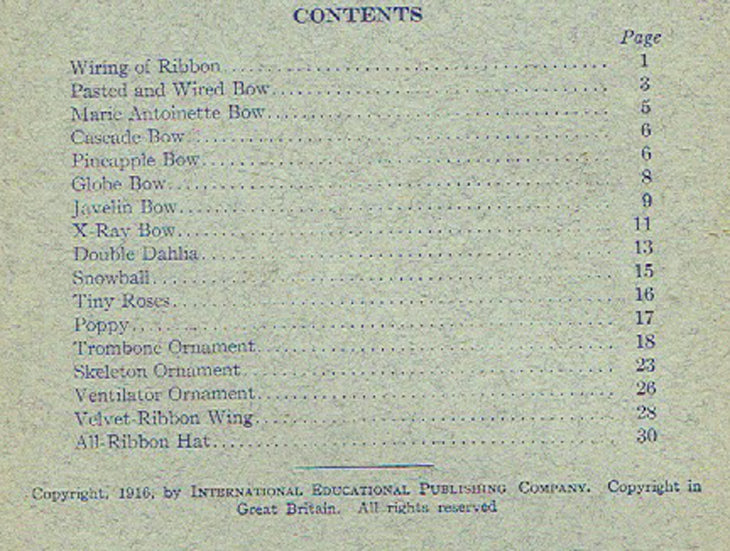 CONTENTS
Page
Wiring of Ribbon 1
Pasted and Wired Bow 3
Marie Antoinette Bow 5
Cascade Bow 6
Pineapple Bow 6
Globe Bow 8
Javelin Bow 9
X-Ray Bow 11
Double Dahlia 13
Snowball 15
Tiny Roses 16
Poppy 17
Trombone Ornament 18
Skeleton Ornament 23
Ventilator Ornament 26
Velvet-Ribbon Wing 28
All-Ribbon Hat 30
Copyright, 1916, by INTERNATIONAL EDUCATIONAL PUBLISHING COMPANY. Copyright in
Great Britain. All rights reserved